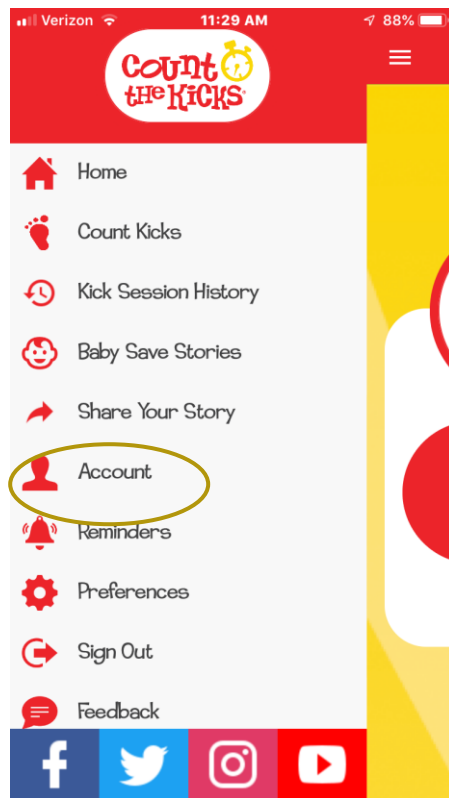 Verizon 11:29 AM 88%
Count
the Kicks
Home
Count Kicks
Kick Session History
Baby Save Stories
Share Your Story
Account
Reminders
Preferences
Sign Out
Feedback